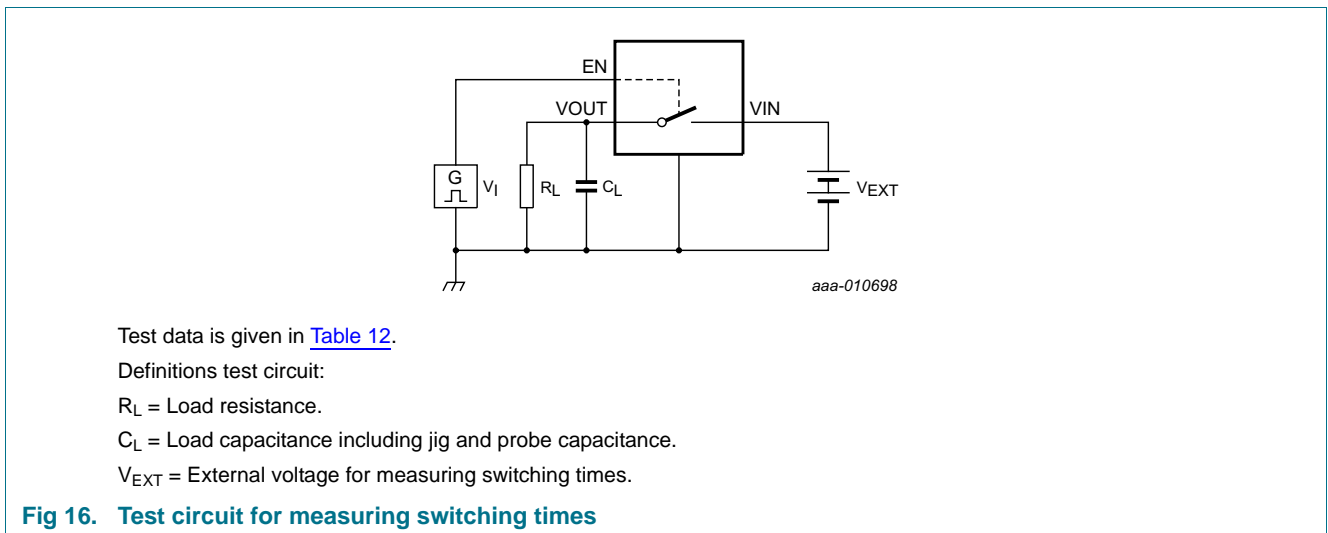 EN
VOUT
VIN
G
VI
RL
CL
VEXT
aaa-010698
Test data is given in Table 12.
Definitions test circuit:
RL = Load resistance.
CL = Load capacitance including jig and probe capacitance.
VEXT = External voltage for measuring switching times.
Fig 16. Test circuit for measuring switching times